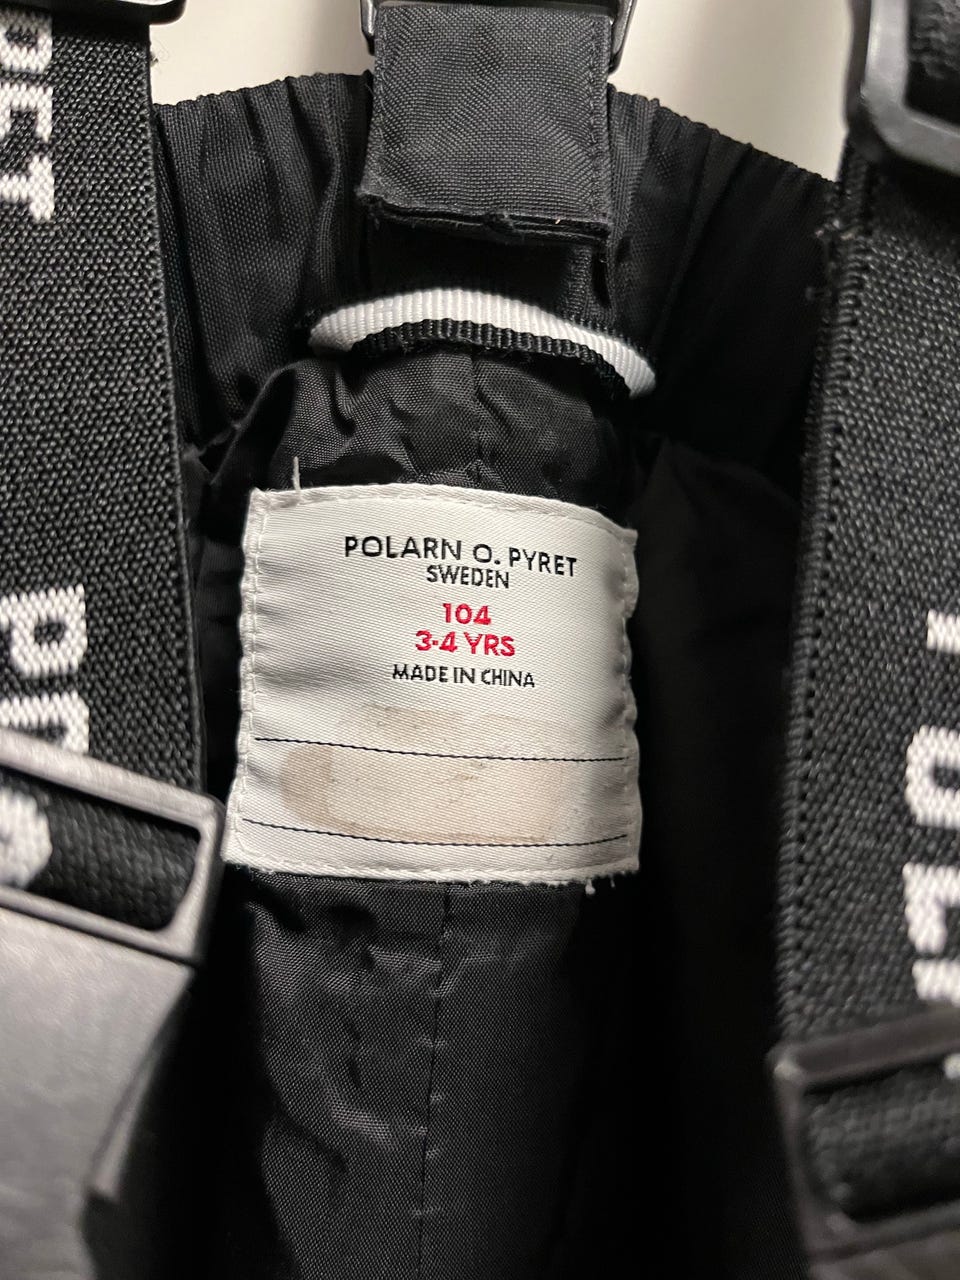 POLARN O. PYRET
SWEDEN
104
3-4 YRS
MADE IN CHINA